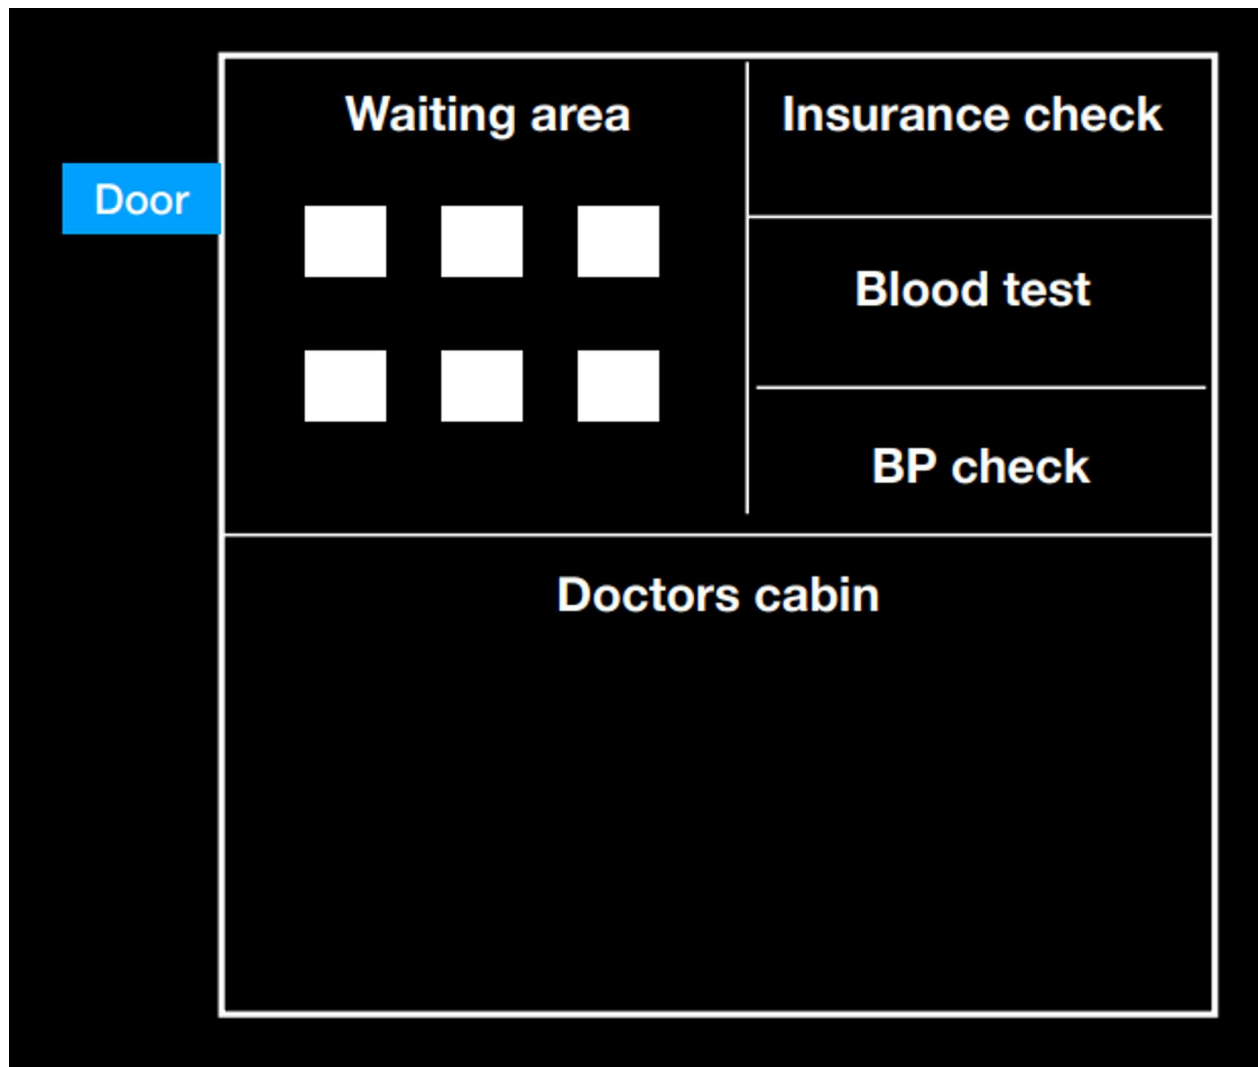 Waiting area
Insurance check
Door
Blood test
BP check
Doctors cabin